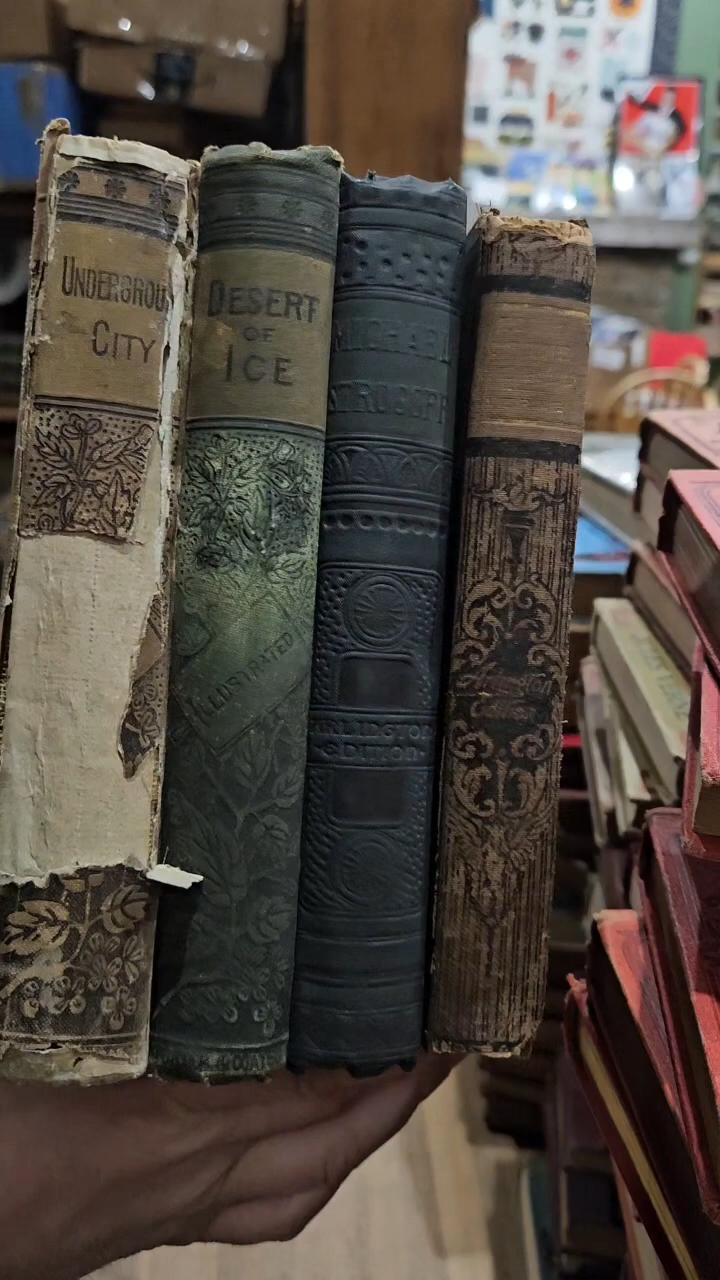 UNDERGROU
CITY
DESERT
OF
ICE
ILLUSTRATED
MICHAEL
STROGOFF
ARLINGTON
EDITION